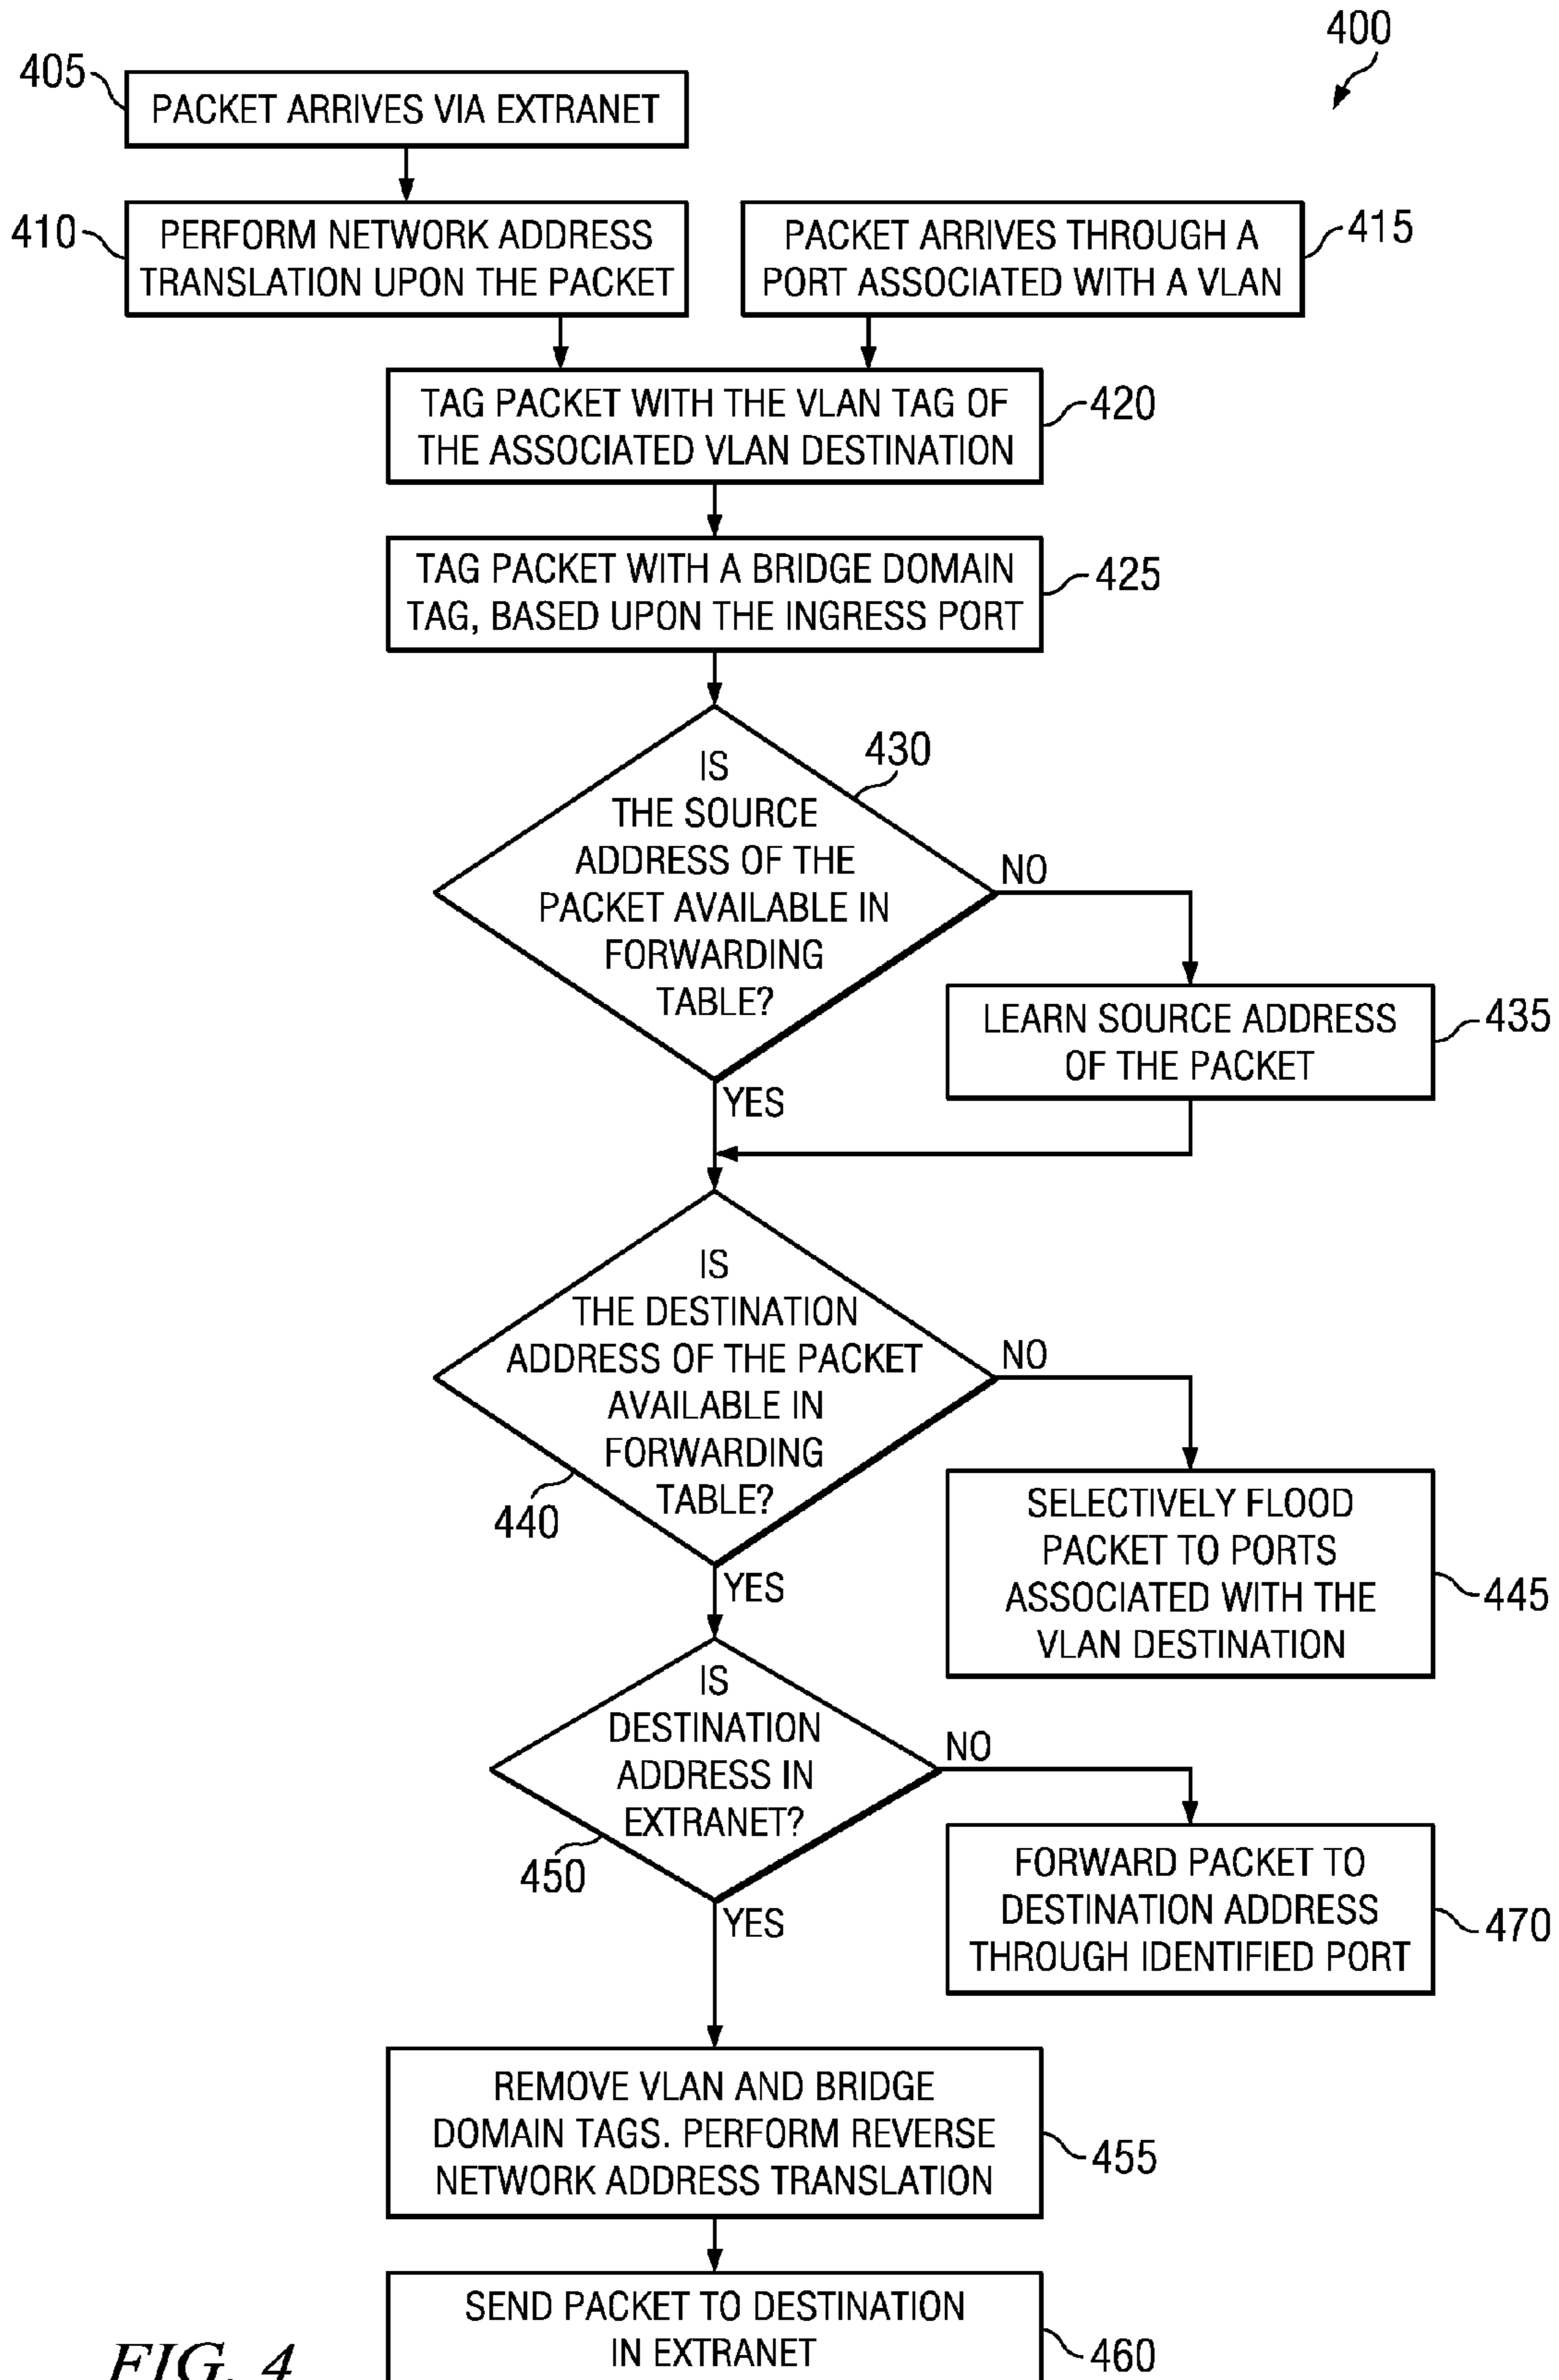 400
405
PACKET ARRIVES VIA EXTRANET
410
PERFORM NETWORK ADDRESS
TRANSLATION UPON THE PACKET
PACKET ARRIVES THROUGH A
PORT ASSOCIATED WITH A VLAN
415
TAG PACKET WITH THE VLAN TAG OF
THE ASSOCIATED VLAN DESTINATION
420
TAG PACKET WITH A BRIDGE DOMAIN
TAG, BASED UPON THE INGRESS PORT
425
430
IS
THE SOURCE
ADDRESS OF THE
PACKET AVAILABLE IN
FORWARDING
TABLE?
NO
YES
LEARN SOURCE ADDRESS
OF THE PACKET
435
IS
THE DESTINATION
ADDRESS OF THE PACKET
AVAILABLE IN
FORWARDING
TABLE?
440
NO
YES
SELECTIVELY FLOOD
PACKET TO PORTS
ASSOCIATED WITH THE
VLAN DESTINATION
445
IS
DESTINATION
ADDRESS IN
EXTRANET?
450
NO
YES
FORWARD PACKET TO
DESTINATION ADDRESS
THROUGH IDENTIFIED PORT
470
REMOVE VLAN AND BRIDGE
DOMAIN TAGS. PERFORM REVERSE
NETWORK ADDRESS TRANSLATION
455
SEND PACKET TO DESTINATION
IN EXTRANET
460
FIG. 4